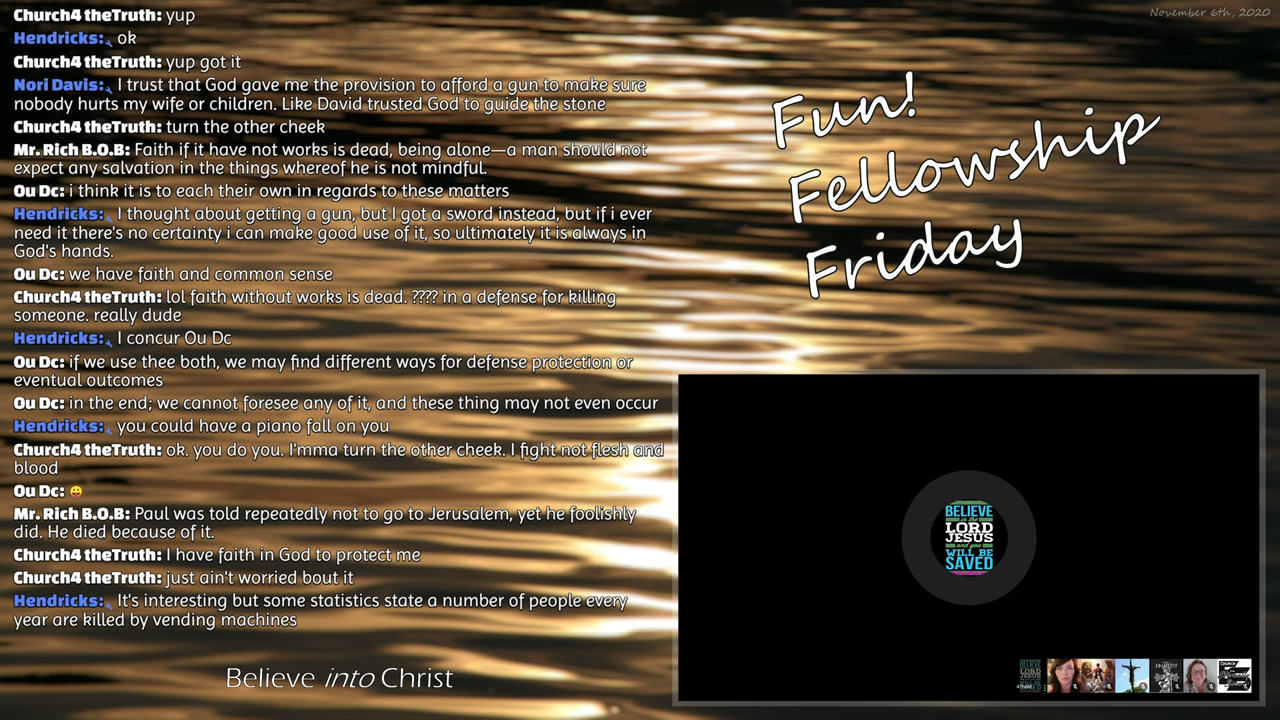 Church4 theTruth: yup
Hendricks: ok
Church4 theTruth: yup got it
Nori Davis: I trust that God gave me the provision to afford a gun to make sure
nobody hurts my wife or children. Like David trusted God to guide the stone
Church4 theTruth: turn the other cheek
Mr. Rich B.O.B: Faith if it have not works is dead, being alone—a man should not
expect any salvation in the things whereof he is not mindful.
Ou Dc: i think it is to each their own in regards to these matters
Hendricks: I thought about getting a gun, but I got a sword instead, but if i ever
need it there's no certainty i can make good use of it, so ultimately it is always in
God's hands.
Ou Dc: we have faith and common sense
Church4 theTruth: lol faith without works is dead. ???? in a defense for killing
someone. really dude
Hendricks: I concur Ou Dc
Ou Dc: if we use thee both, we may find different ways for defense protection or
eventual outcomes
Ou Dc: in the end; we cannot foresee any of it, and these thing may not even occur
Hendricks: you could have a piano fall on you
Church4 theTruth: ok. you do you. I'mma turn the other cheek. I fight not flesh and
blood
Ou Dc: 😛
Mr. Rich B.O.B: Paul was told repeatedly not to go to Jerusalem, yet he foolishly
did. He died because of it.
Church4 theTruth: I have faith in God to protect me
Church4 theTruth: just ain't worried bout it
Hendricks: It's interesting but some statistics state a number of people every
year are killed by vending machines
Believe into Christ
November 6th, 2020
Fun!
Fellowship
Friday
BELIEVE
in the
LORD
JESUS
and you
WILL BE
SAVED